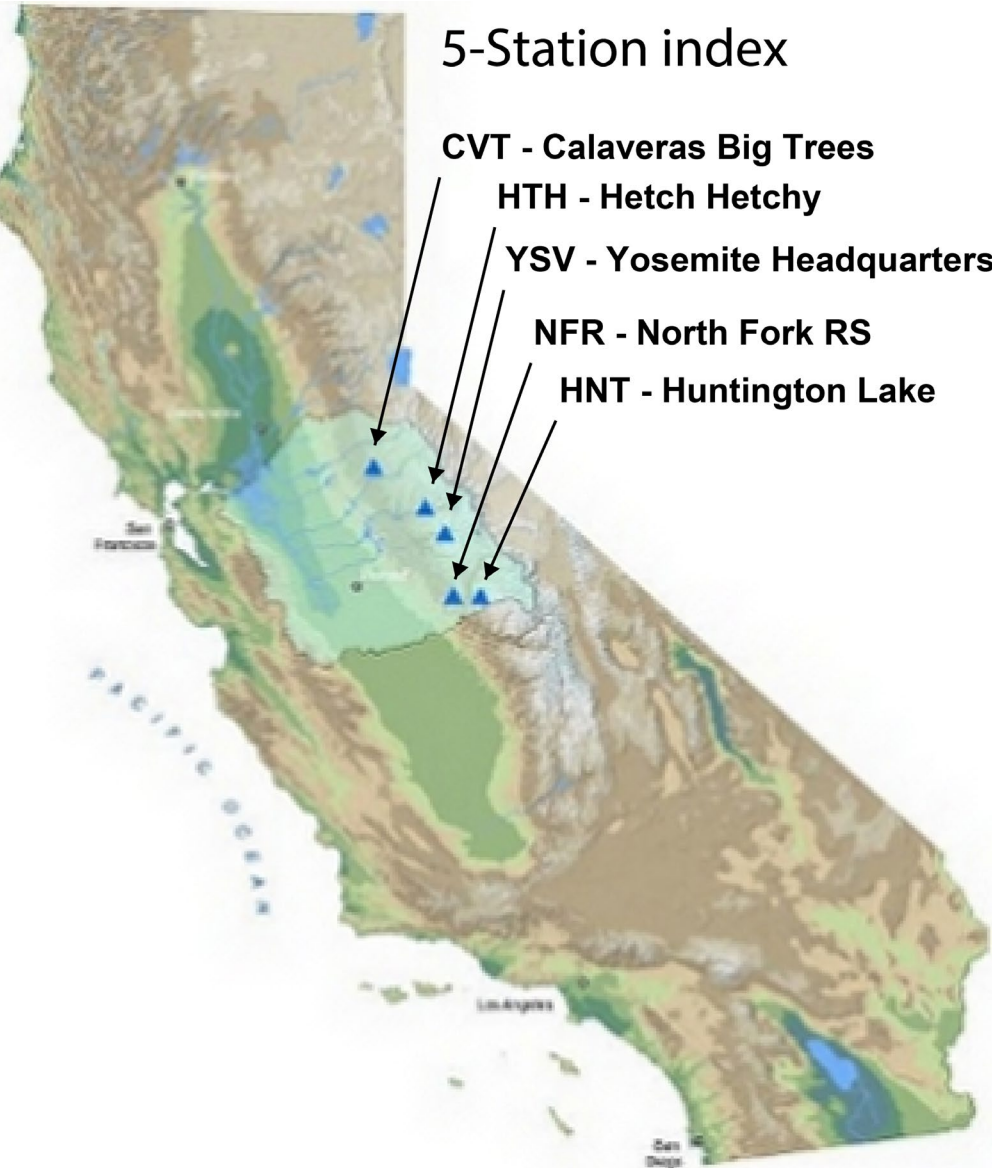 5-Station index
CVT - Calaveras Big Trees
HTH - Hetch Hetchy
YSV - Yosemite Headquarters
NFR - North Fork RS
HNT - Huntington Lake
San
Francisco
PACIFIC OCEAN
Los Angeles
San
Diego